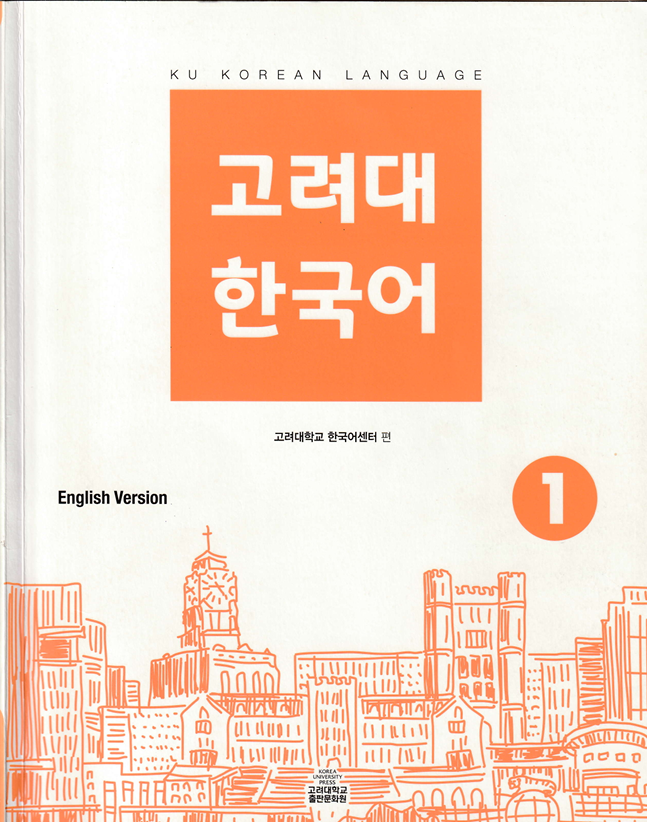 KU KOREAN LANGUAGE
고려대
한국어
고려대학교 한국어센터 편
English Version
1
KOREA
UNIVERSITY
PRESS
고려대학교
출판문화원